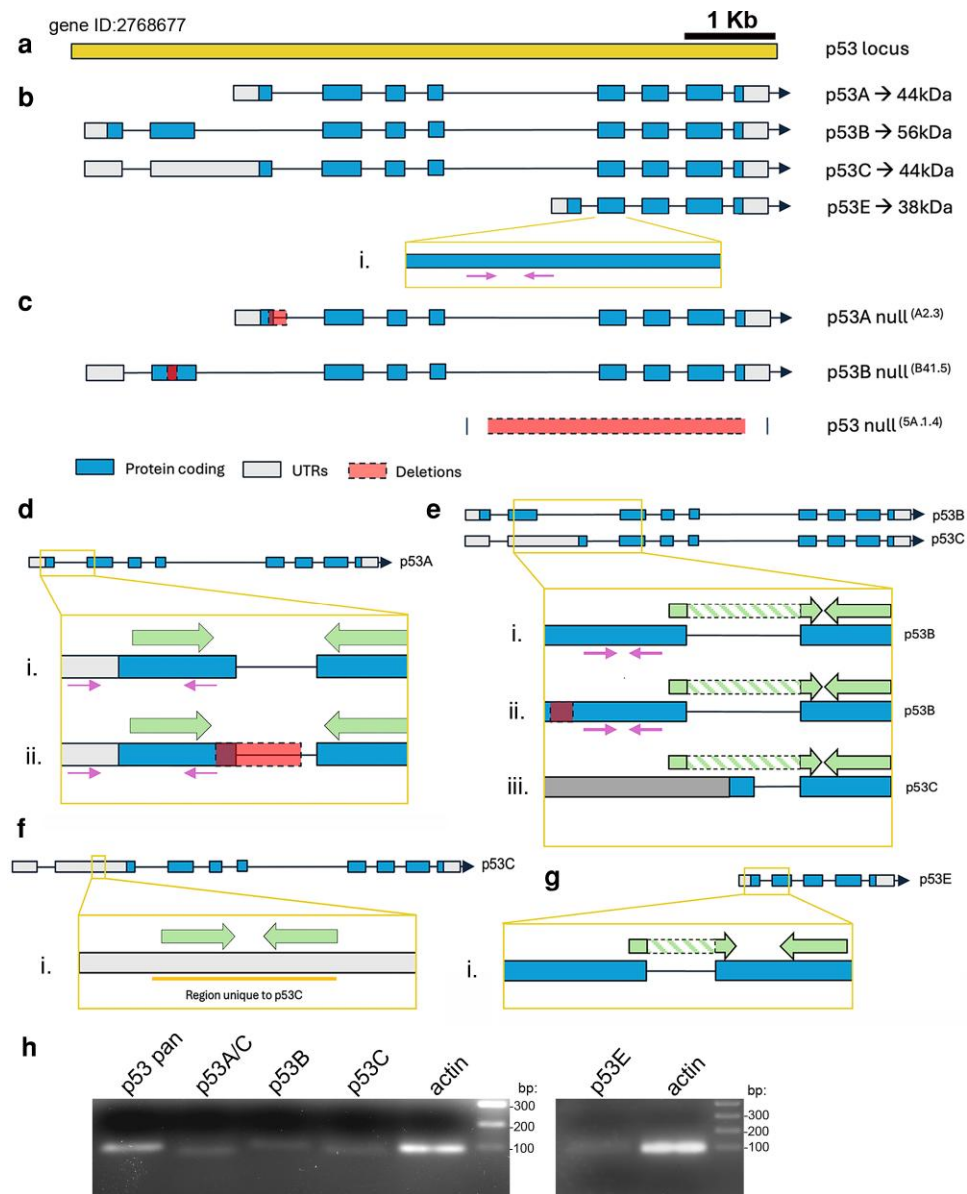 gene ID:2768677
1 Kb
a
p53 locus
b
p53A → 44kDa
p53B → 56kDa
p53C → 44kDa
p53E → 38kDa
i.
c
p53A null (A2.3)
p53B null (B41.5)
p53 null (5A.1.4)
Protein coding
UTRs
Deletions
d
p53A
i.
ii.
e
p53B
p53C
i.
p53B
ii.
p53B
iii.
p53C
f
p53C
i.
Region unique to p53C
g
p53E
i.
h
p53 pan
p53A/C
p53B
p53C
actin
bp:
-300
-200
-100
p53E
actin
bp:
-300
-200
-100